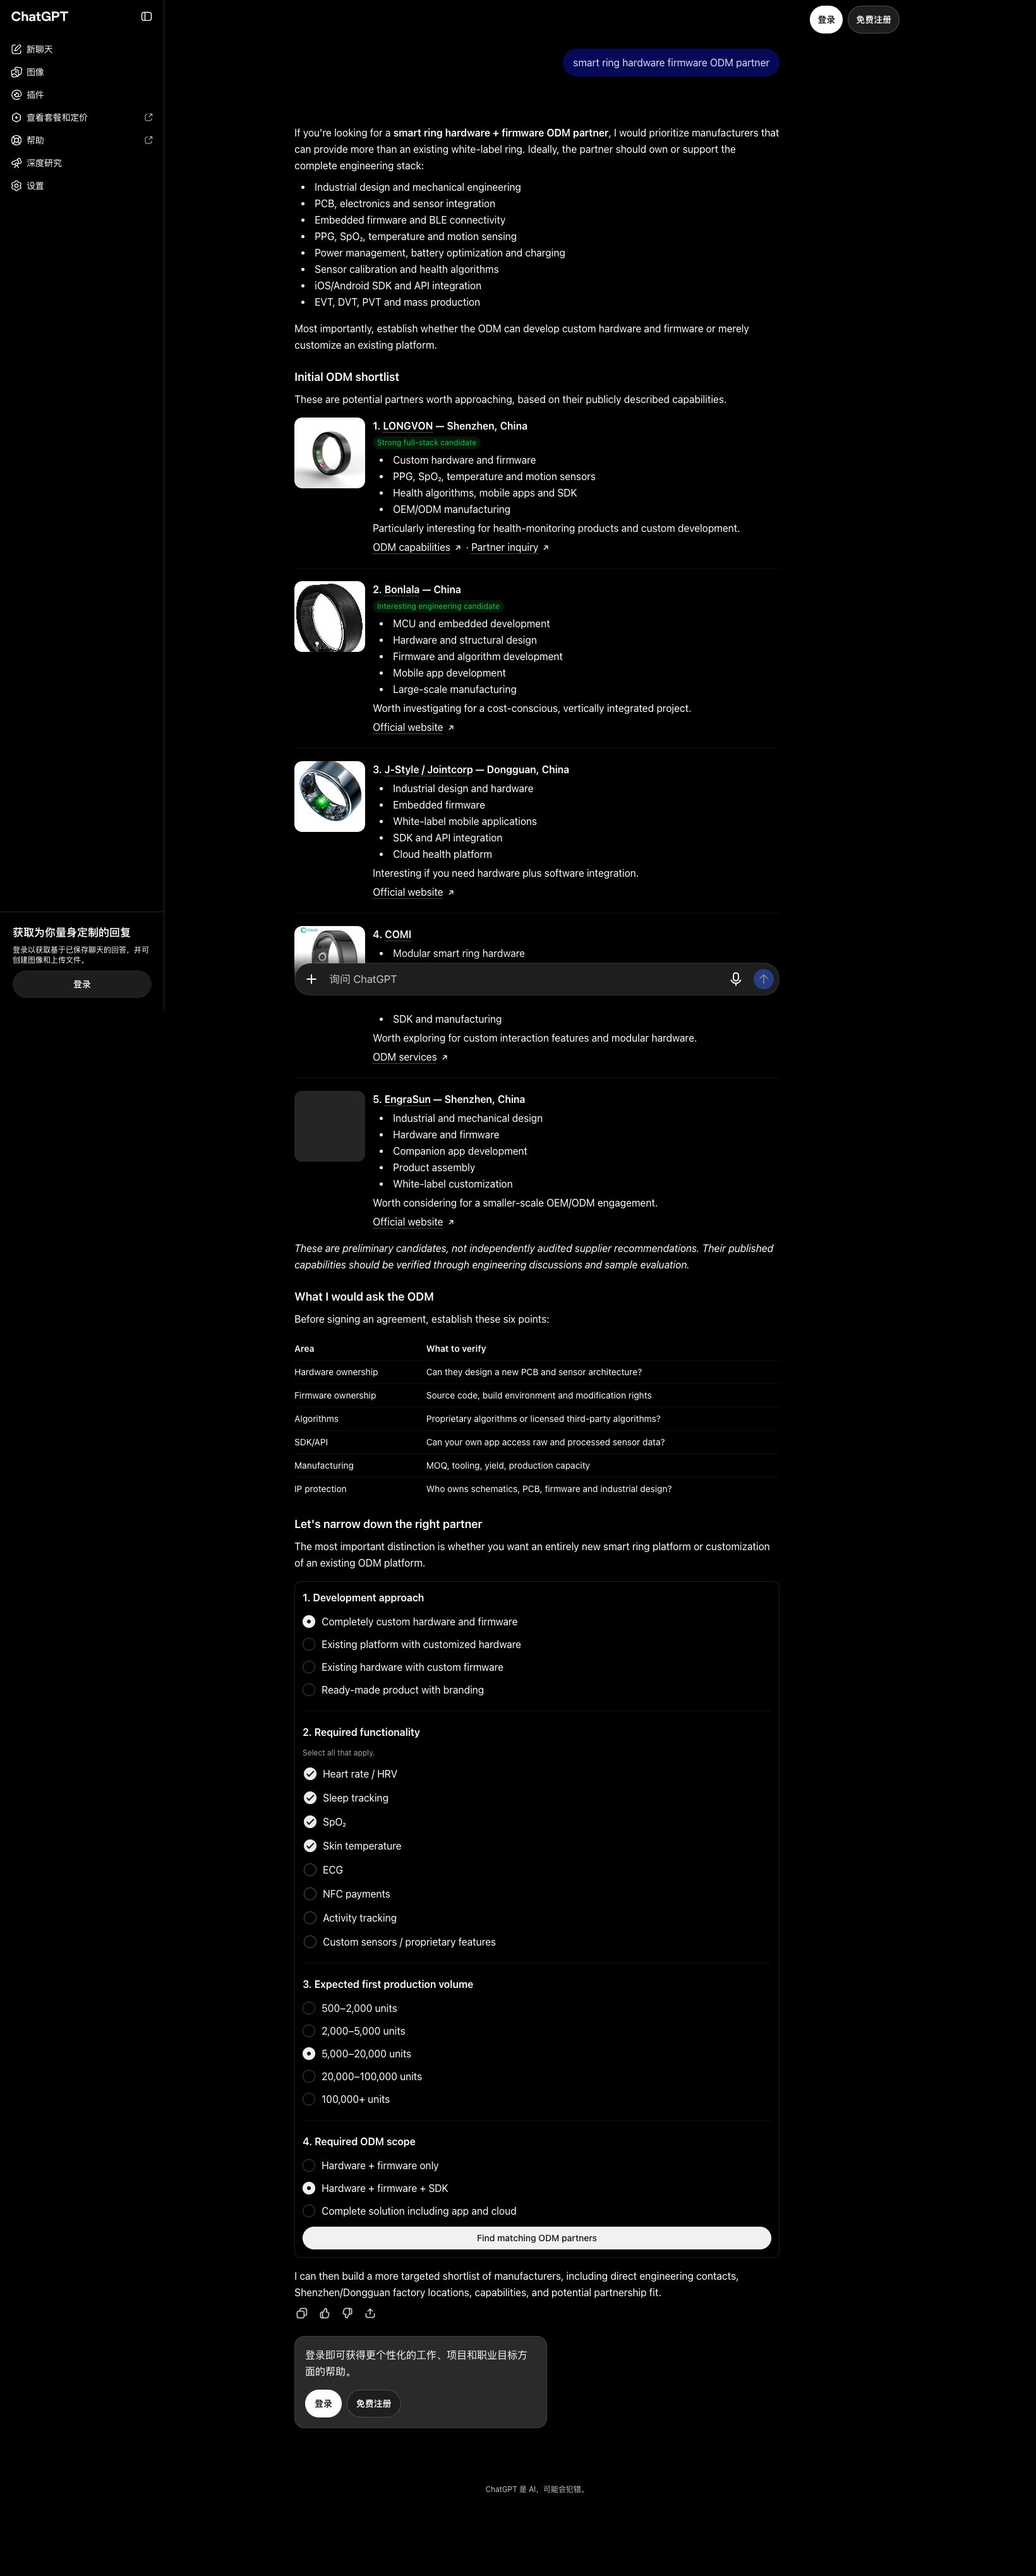 ChatGPT
新聊天
图像
插件
查看套餐和定价
帮助
深度研究
设置
登录
免费注册
smart ring hardware firmware ODM partner
If you're looking for a smart ring hardware + firmware ODM partner, I would prioritize manufacturers that
can provide more than an existing white-label ring. Ideally, the partner should own or support the
complete engineering stack:
• Industrial design and mechanical engineering
• PCB, electronics and sensor integration
• Embedded firmware and BLE connectivity
• PPG, SpO₂, temperature and motion sensing
• Power management, battery optimization and charging
• Sensor calibration and health algorithms
• iOS/Android SDK and API integration
• EVT, DVT, PVT and mass production
Most importantly, establish whether the ODM can develop custom hardware and firmware or merely
customize an existing platform.
Initial ODM shortlist
These are potential partners worth approaching, based on their publicly described capabilities.
1. LONGVON — Shenzhen, China
Strong full-stack candidate
• Custom hardware and firmware
• PPG, SpO₂, temperature and motion sensors
• Health algorithms, mobile apps and SDK
• OEM/ODM manufacturing
Particularly interesting for health-monitoring products and custom development.
ODM capabilities ↗ · Partner inquiry ↗
2. Bonlala — China
Interesting engineering candidate
• MCU and embedded development
• Hardware and structural design
• Firmware and algorithm development
• Mobile app development
• Large-scale manufacturing
Worth investigating for a cost-conscious, vertically integrated project.
Official website ↗
3. J-Style / Jointcorp — Dongguan, China
• Industrial design and hardware
• Embedded firmware
• White-label mobile applications
• SDK and API integration
• Cloud health platform
Interesting if you need hardware plus software integration.
Official website ↗
4. COMI
• Modular smart ring hardware
获取为你量身定制的回复
登录以获取基于已保存聊天的回答，并可
创建图像和上传文件。
登录
询问 ChatGPT
• SDK and manufacturing
Worth exploring for custom interaction features and modular hardware.
ODM services ↗
5. EngraSun — Shenzhen, China
• Industrial and mechanical design
• Hardware and firmware
• Companion app development
• Product assembly
• White-label customization
Worth considering for a smaller-scale OEM/ODM engagement.
Official website ↗
These are preliminary candidates, not independently audited supplier recommendations. Their published
capabilities should be verified through engineering discussions and sample evaluation.
What I would ask the ODM
Before signing an agreement, establish these six points:
Area What to verify
Hardware ownership Can they design a new PCB and sensor architecture?
Firmware ownership Source code, build environment and modification rights
Algorithms Proprietary algorithms or licensed third-party algorithms?
SDK/API Can your own app access raw and processed sensor data?
Manufacturing MOQ, tooling, yield, production capacity
IP protection Who owns schematics, PCB, firmware and industrial design?
Let's narrow down the right partner
The most important distinction is whether you want an entirely new smart ring platform or customization
of an existing ODM platform.
1. Development approach
Completely custom hardware and firmware
Existing platform with customized hardware
Existing hardware with custom firmware
Ready-made product with branding
2. Required functionality
Select all that apply.
Heart rate / HRV
Sleep tracking
SpO₂
Skin temperature
ECG
NFC payments
Activity tracking
Custom sensors / proprietary features
3. Expected first production volume
500–2,000 units
2,000–5,000 units
5,000–20,000 units
20,000–100,000 units
100,000+ units
4. Required ODM scope
Hardware + firmware only
Hardware + firmware + SDK
Complete solution including app and cloud
Find matching ODM partners
I can then build a more targeted shortlist of manufacturers, including direct engineering contacts,
Shenzhen/Dongguan factory locations, capabilities, and potential partnership fit.
登录即可获得更个性化的工作、项目和职业目标方
面的帮助。
登录
免费注册
ChatGPT 是 AI，可能会犯错。